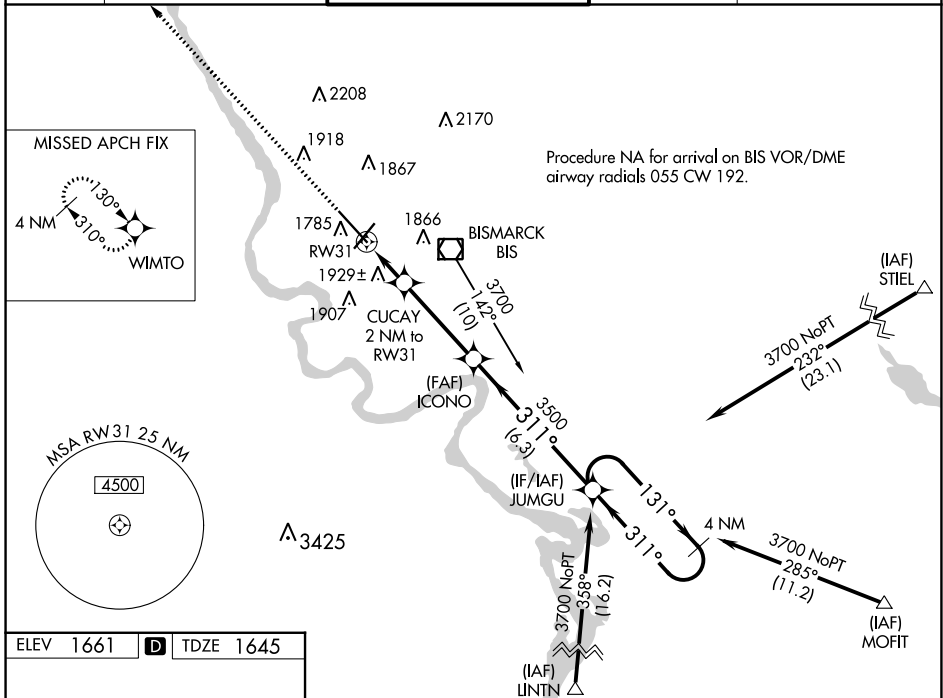 2208
2170
1918
1867
MISSED APCH FIX
130°
4 NM
310°
WIMTO
Procedure NA for arrival on BIS VOR/DME
airway radials 055 CW 192.
1785
1866
RW31
BISMARCK
BIS
1929±
1907
CUCAY
2 NM to
RW31
3700
142°
(10)
(IAF)
STIEL
3700 NoPT
232°
(23.1)
(FAF)
ICONO
3500
311°
(6.3)
MSA RW31 25 NM
4500
(IF/IAF)
JUMGU
131°
4 NM
311°
3425
3700 NoPT
285°
(11.2)
3700 NoPT
358°
(16.2)
(IAF)
MOFIT
(IAF)
LINTN
ELEV 1661 D TDZE 1645